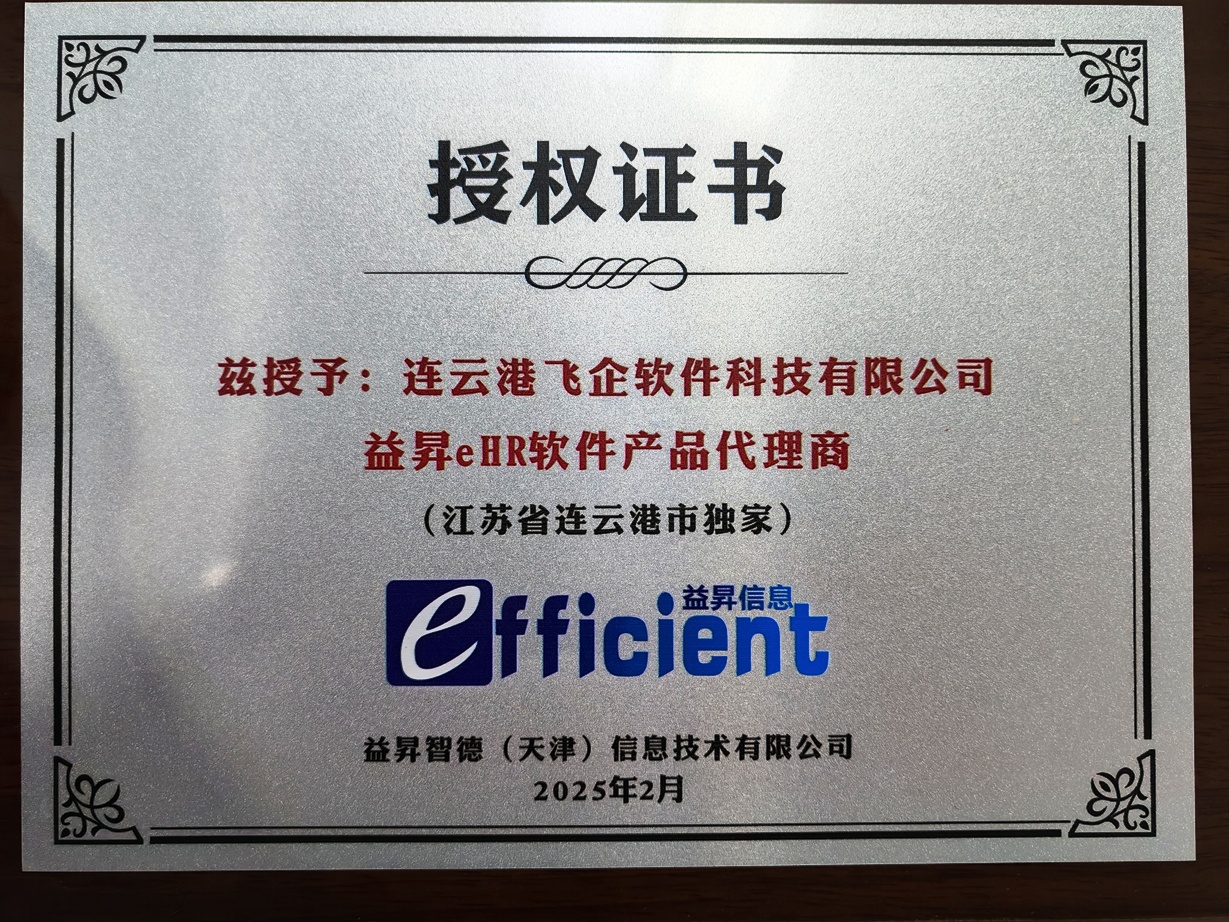 授权证书
兹授予：连云港飞企软件科技有限公司
益昇eHR软件产品代理商
（江苏省连云港市独家）
efficient
益昇信息
益昇智德（天津）信息技术有限公司
2025年2月